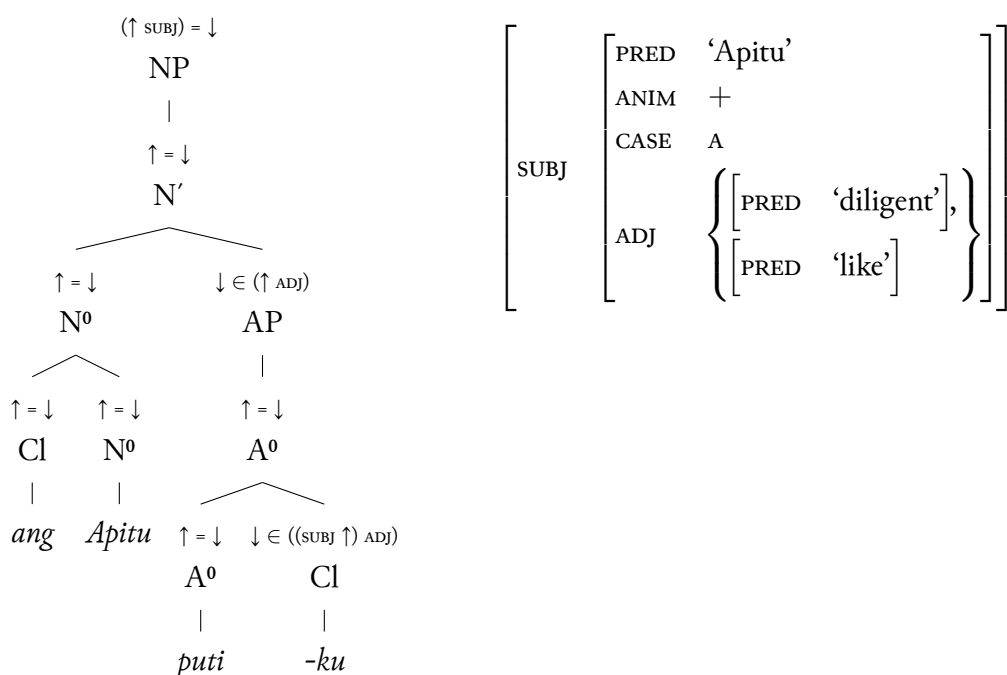 (↑ SUBJ) = ↓
NP
↑ = ↓
N′
↑ = ↓ ↓ ∈ (↑ ADJ)
N⁰ AP
↑ = ↓ ↑ = ↓ ↑ = ↓
Cl N⁰ A⁰
ang Apitu ↑ = ↓ ↓ ∈ ((SUBJ ↑) ADJ)
A⁰ Cl
puti -ku
PRED ‘Apitu’
ANIM +
CASE A
SUBJ
PRED ‘diligent’,
ADJ
PRED ‘like’